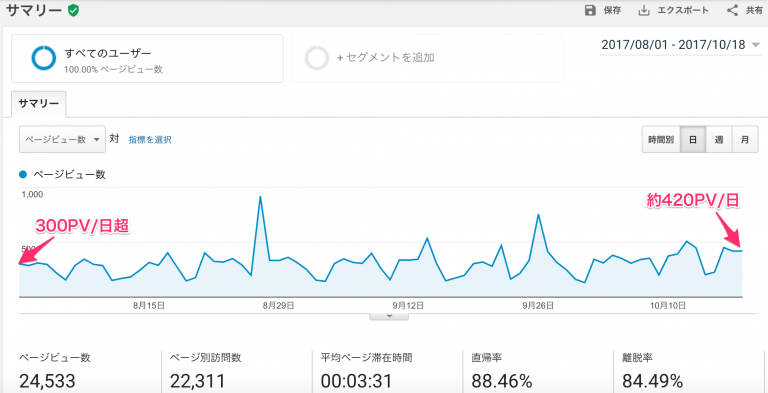 サマリー
保存 エクスポート 共有
すべてのユーザー
100.00% ページビュー数
+ セグメントを追加
2017/08/01 - 2017/10/18
サマリー
ページビュー数 対 指標を選択
時間別 日 週 月
ページビュー数
1,000
300PV/日超
約420PV/日
500
8月15日 8月29日 9月12日 9月26日 10月10日
ページビュー数 ページ別訪問数 平均ページ滞在時間 直帰率 離脱率
24,533 22,311 00:03:31 88.46% 84.49%